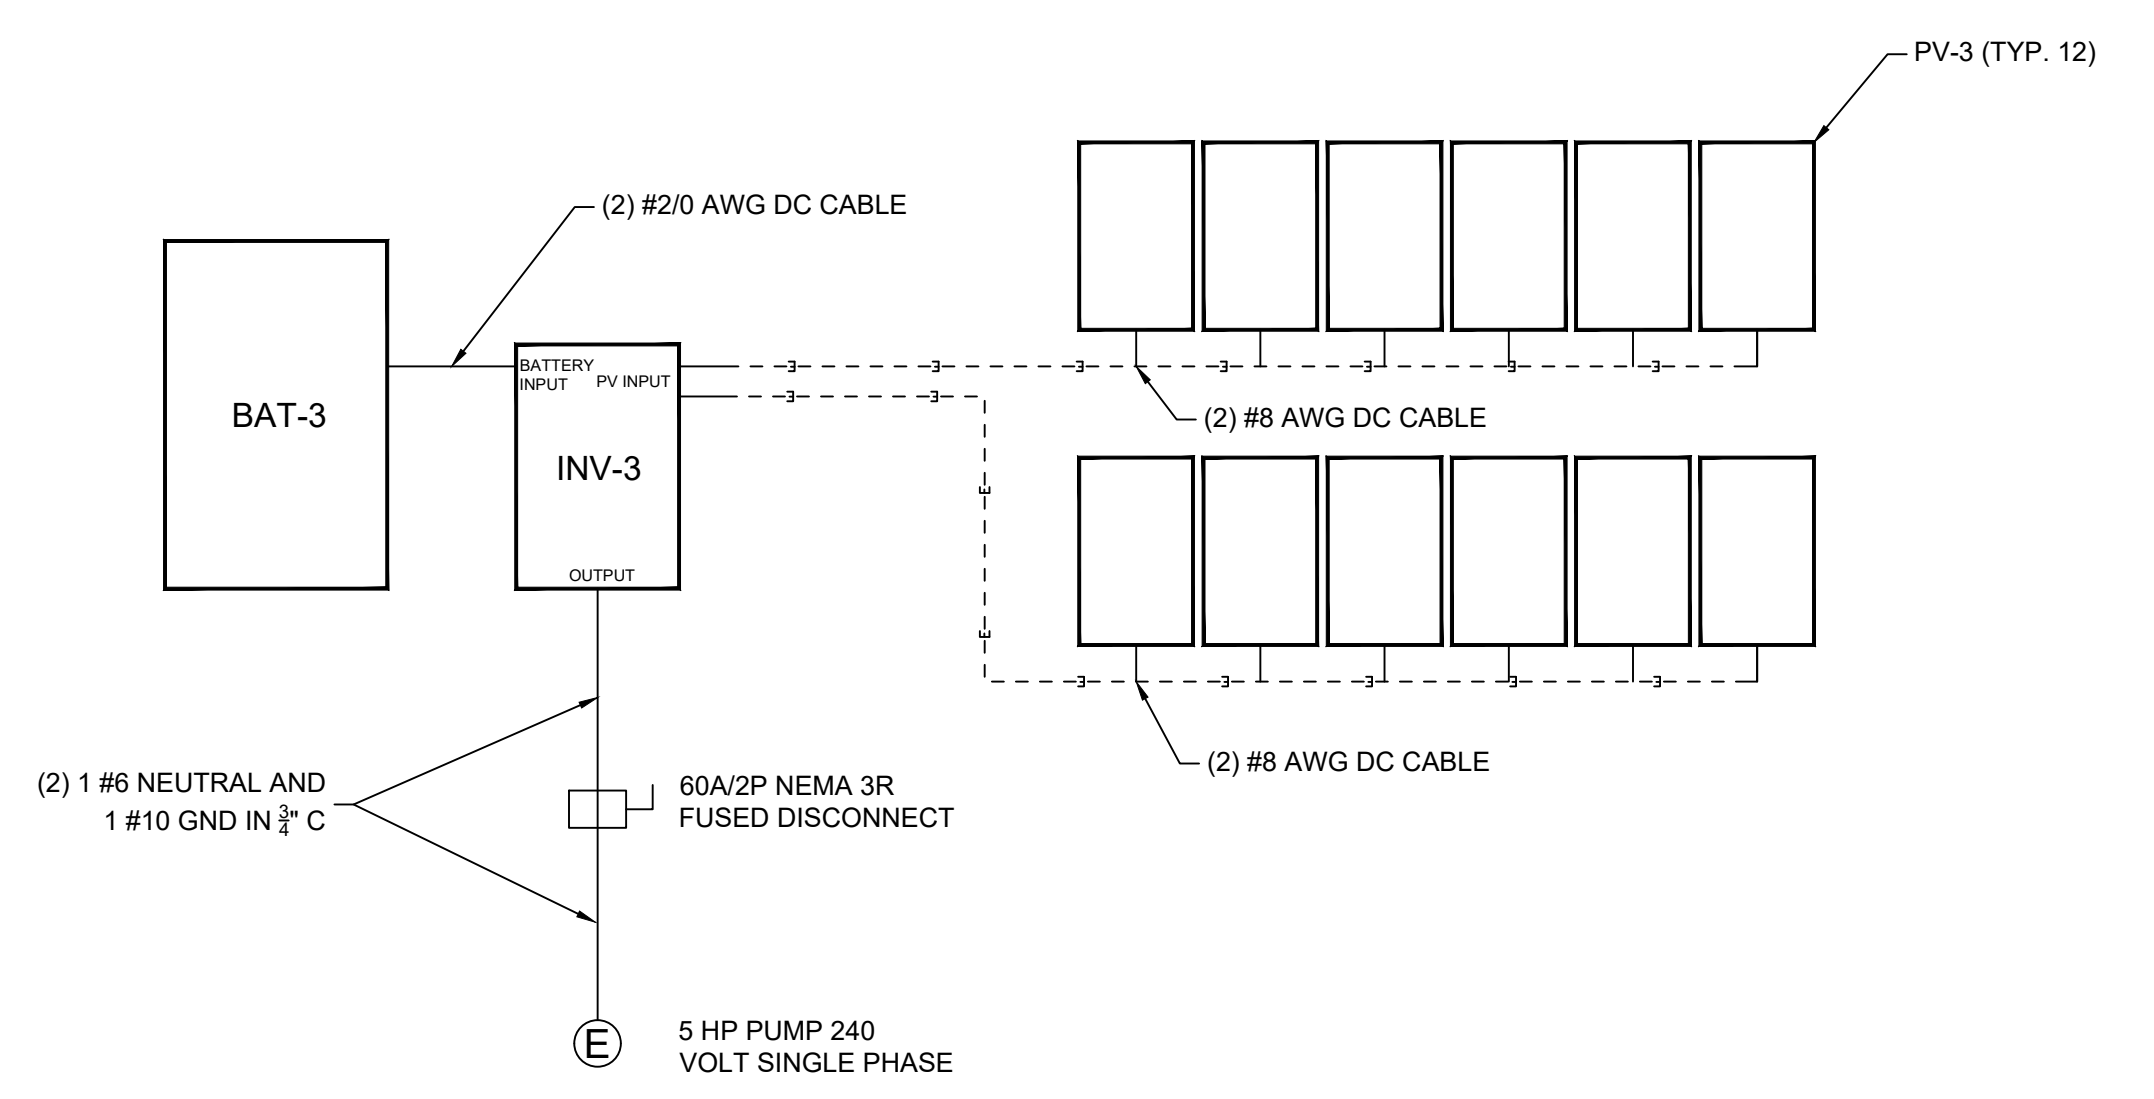 PV-3 (TYP. 12)
(2) #2/0 AWG DC CABLE
BATTERY
INPUT
PV INPUT
BAT-3
(2) #8 AWG DC CABLE
INV-3
OUTPUT
(2) #8 AWG DC CABLE
(2) 1 #6 NEUTRAL AND
1 #10 GND IN 3/4" C
60A/2P NEMA 3R
FUSED DISCONNECT
E
5 HP PUMP 240
VOLT SINGLE PHASE